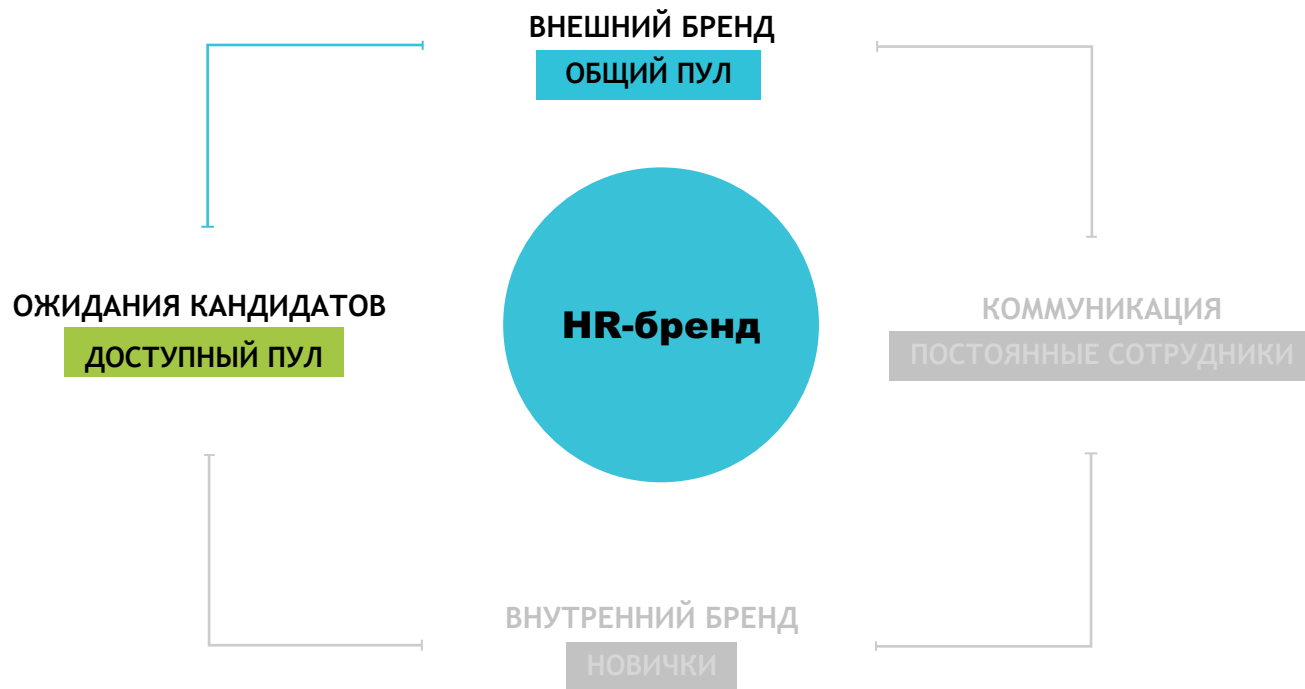 ВНЕШНИЙ БРЕНД
ОБЩИЙ ПУЛ
ОЖИДАНИЯ КАНДИДАТОВ
ДОСТУПНЫЙ ПУЛ
HR-бренд
КОММУНИКАЦИЯ
ПОСТОЯННЫЕ СОТРУДНИКИ
ВНУТРЕННИЙ БРЕНД
НОВИЧКИ